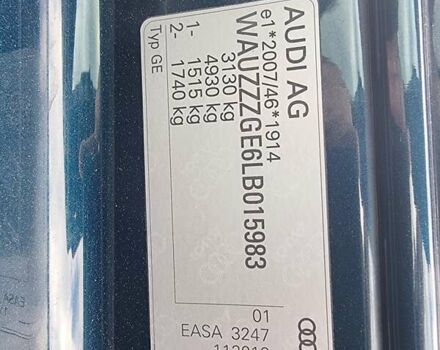 AUDI AG
e1*2007/46*1914
WAUZZZGE6LB015983
3130 kg
4930 kg
1- 1515 kg
2- 1740 kg
Typ GE
01
EASA 3247